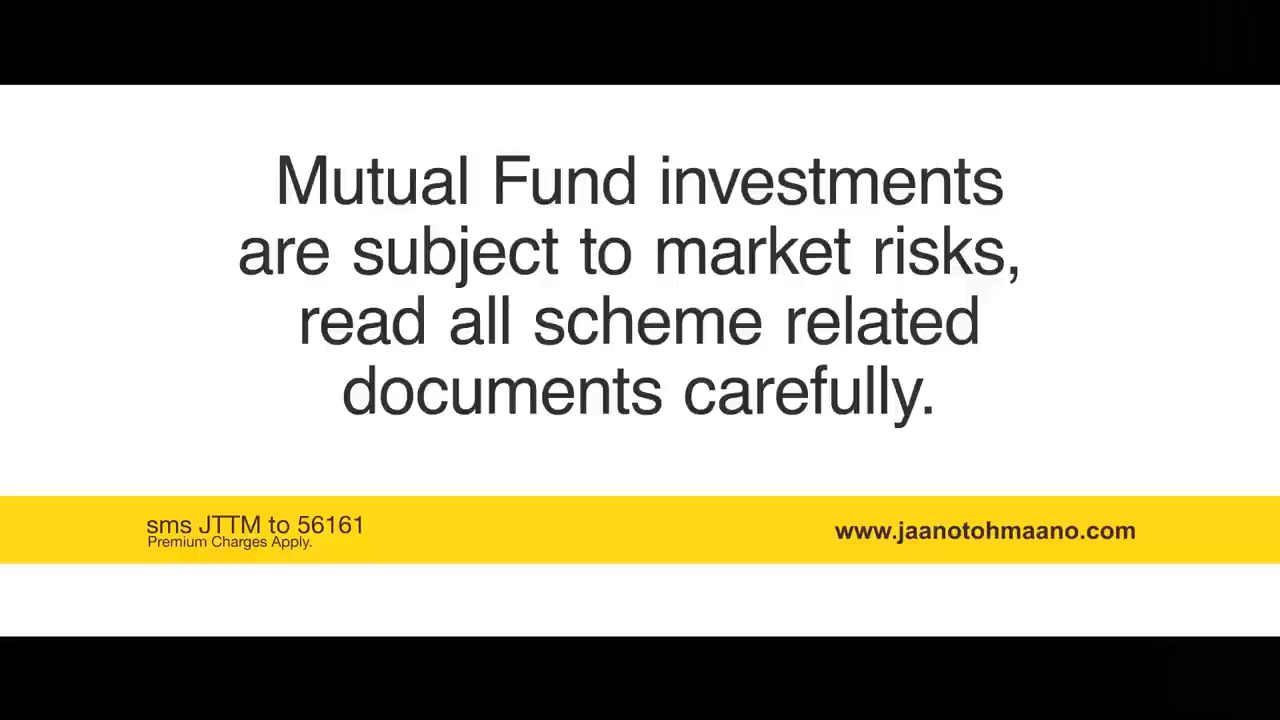 Mutual Fund investments
are subject to market risks,
read all scheme related
documents carefully.
sms JTTM to 56161
Premium Charges Apply.
www.jaanotohmaano.com